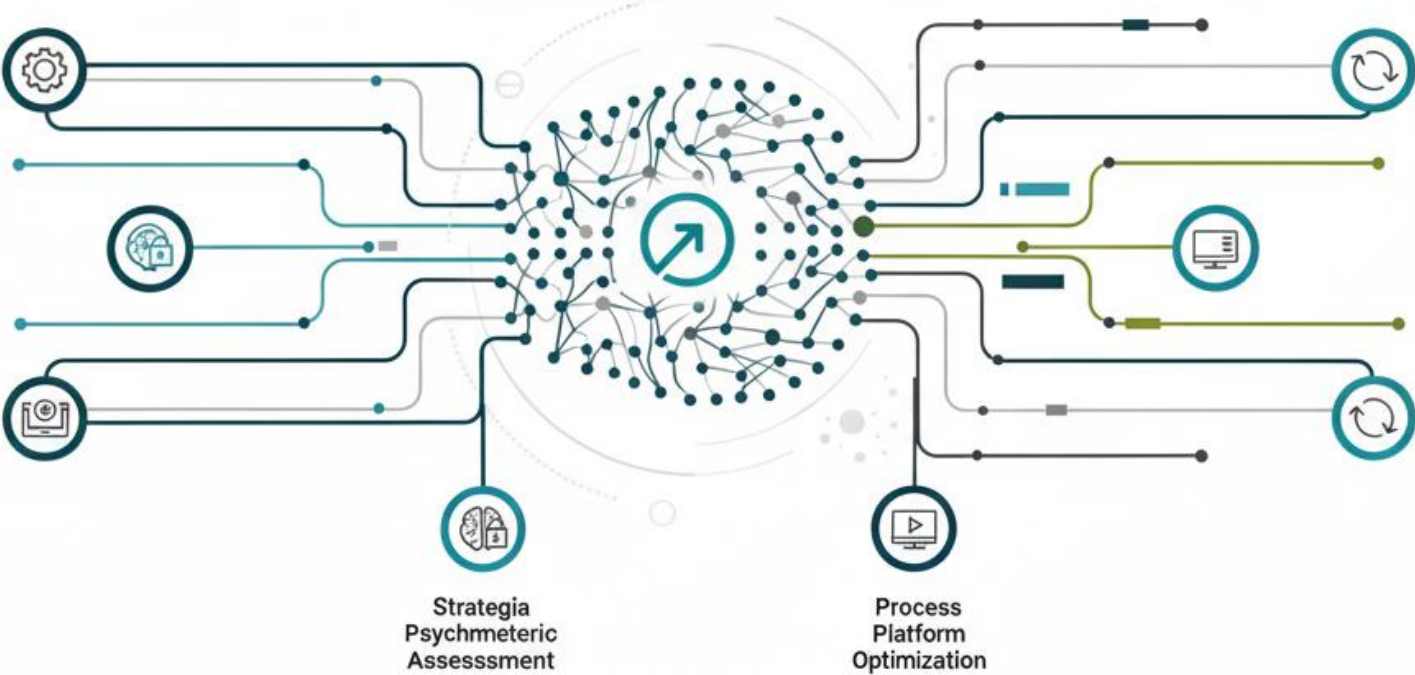 Strategia
Psychmeteric
Assesssment
Process
Platform
Optimization